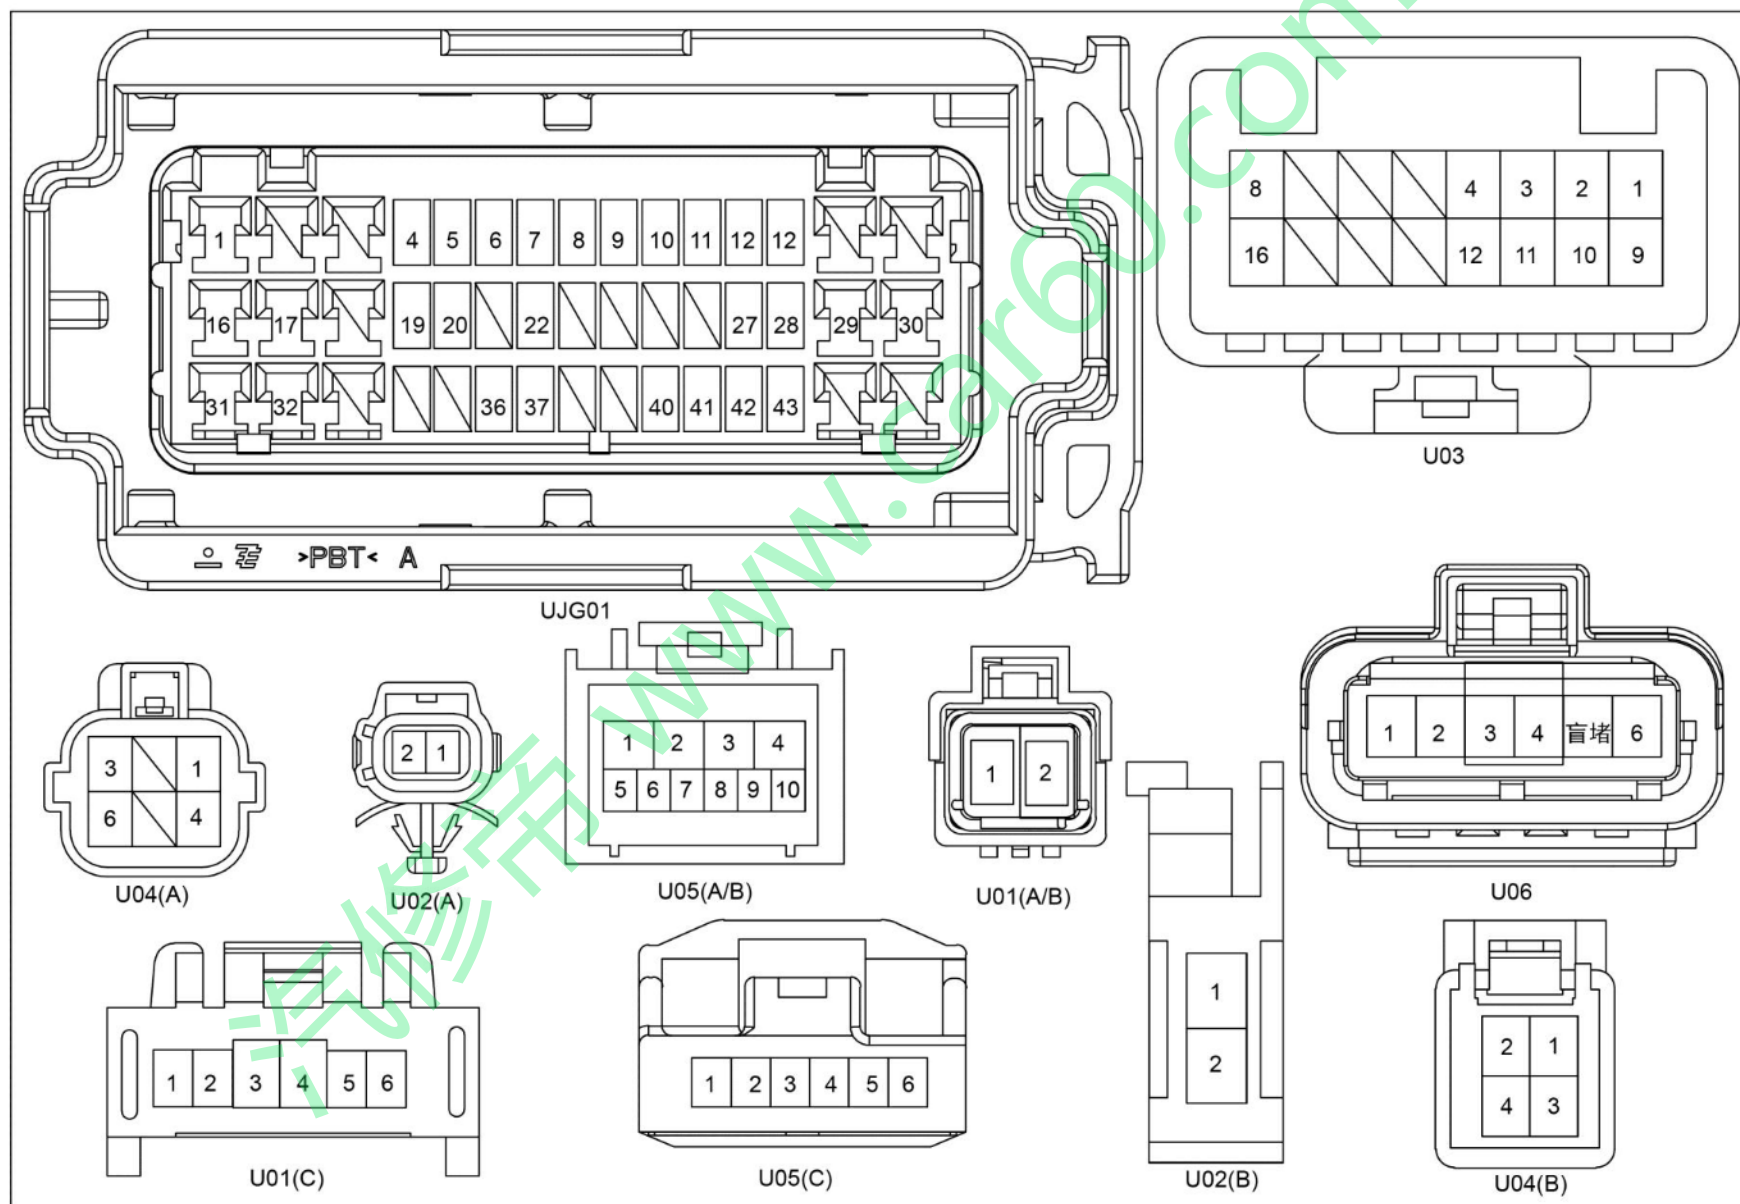 1 4 5 6 7 8 9 10 11 12 12
16 17 19 20 22 27 28 29 30
31 32 36 37 40 41 42 43
>PBT< A
UJG01
8 4 3 2 1
16 12 11 10 9
U03
3 1
6 4
U04(A)
2 1
U02(A)
1 2 3 4
5 6 7 8 9 10
U05(A/B)
1 2
U01(A/B)
1 2 3 4 盲堵 6
U06
1 2 3 4 5 6
U01(C)
1 2 3 4 5 6
U05(C)
1
2
U02(B)
2 1
4 3
U04(B)
汽修帝 www.car60.com